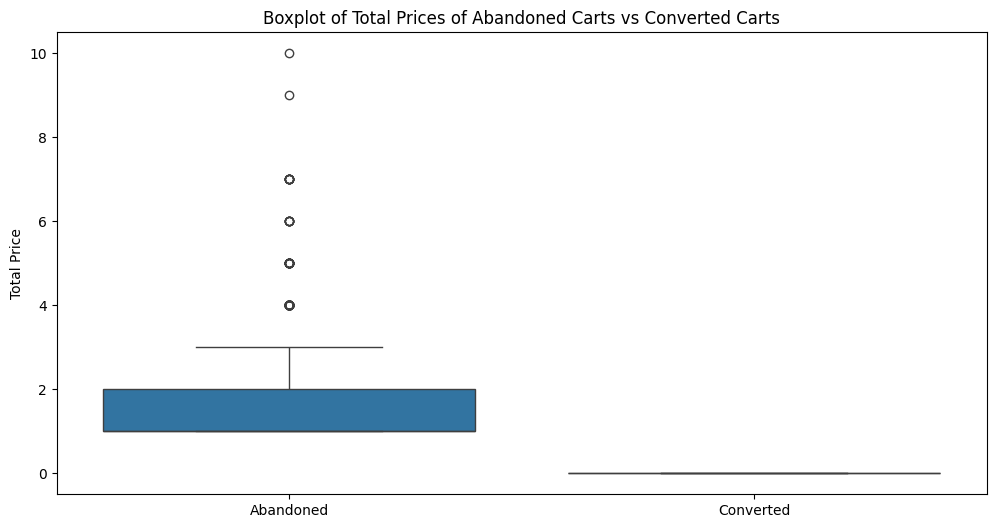 Boxplot of Total Prices of Abandoned Carts vs Converted Carts
10
8
6
4
2
0
Total Price
Abandoned
Converted